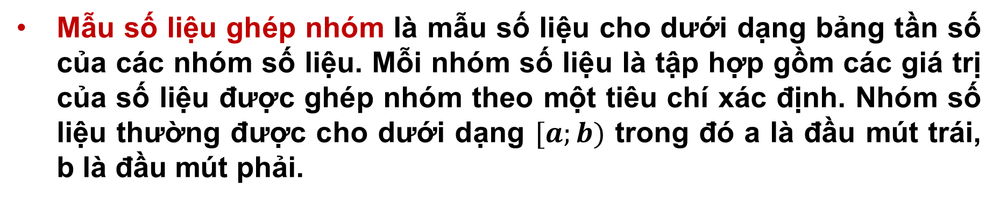 • Mẫu số liệu ghép nhóm là mẫu số liệu cho dưới dạng bảng tần số
của các nhóm số liệu. Mỗi nhóm số liệu là tập hợp gồm các giá trị
của số liệu được ghép nhóm theo một tiêu chí xác định. Nhóm số
liệu thường được cho dưới dạng [a; b) trong đó a là đầu mút trái,
b là đầu mút phải.